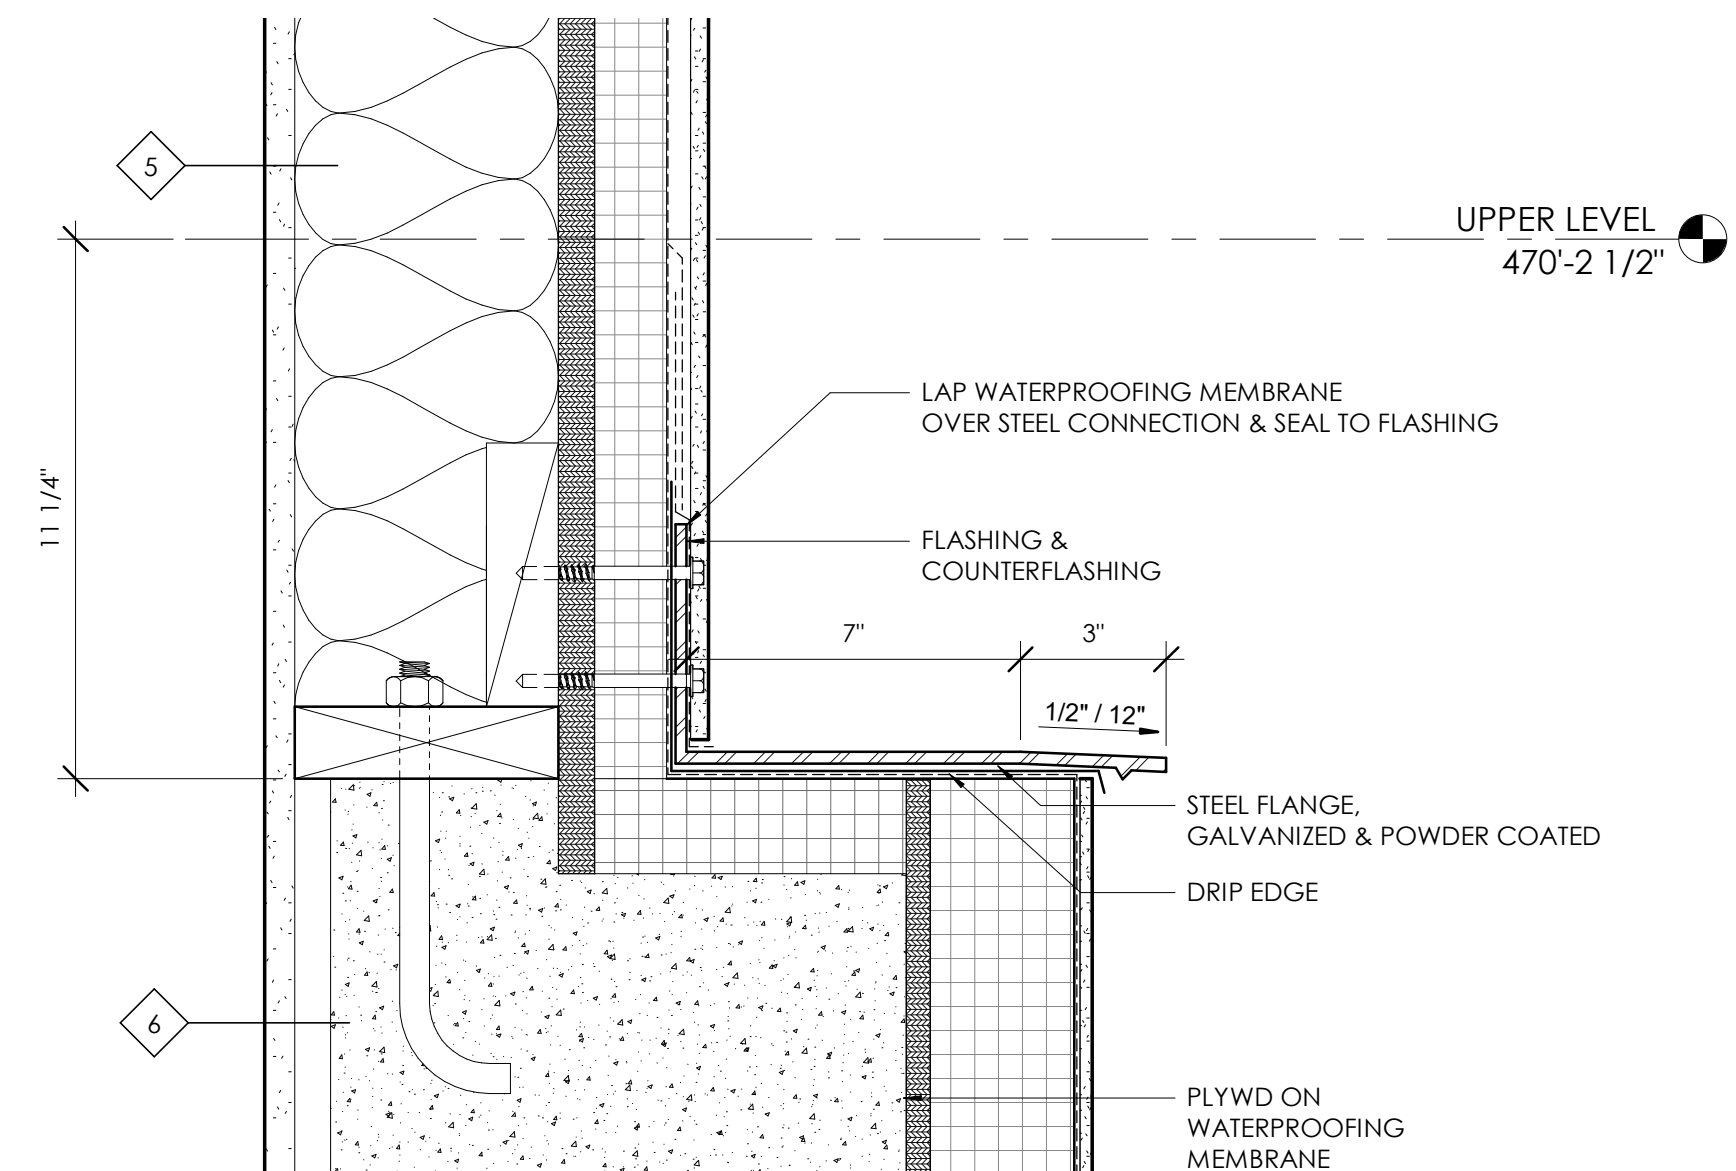 5
UPPER LEVEL
470'-2 1/2"
LAP WATERPROOFING MEMBRANE
OVER STEEL CONNECTION & SEAL TO FLASHING
11 1/4"
FLASHING &
COUNTERFLASHING
7"
3"
1/2" / 12"
STEEL FLANGE,
GALVANIZED & POWDER COATED
DRIP EDGE
6
PLYWD ON
WATERPROOFING
MEMBRANE